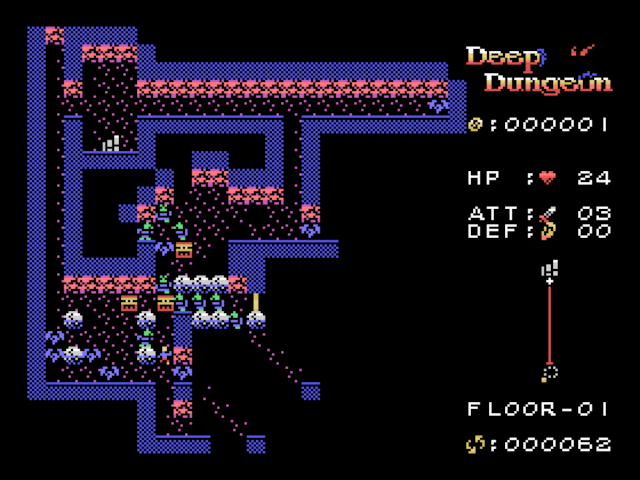 Deep
Dungeon
:000001
HP : 24
ATT: 03
DEF: 00
FLOOR-01
:000062